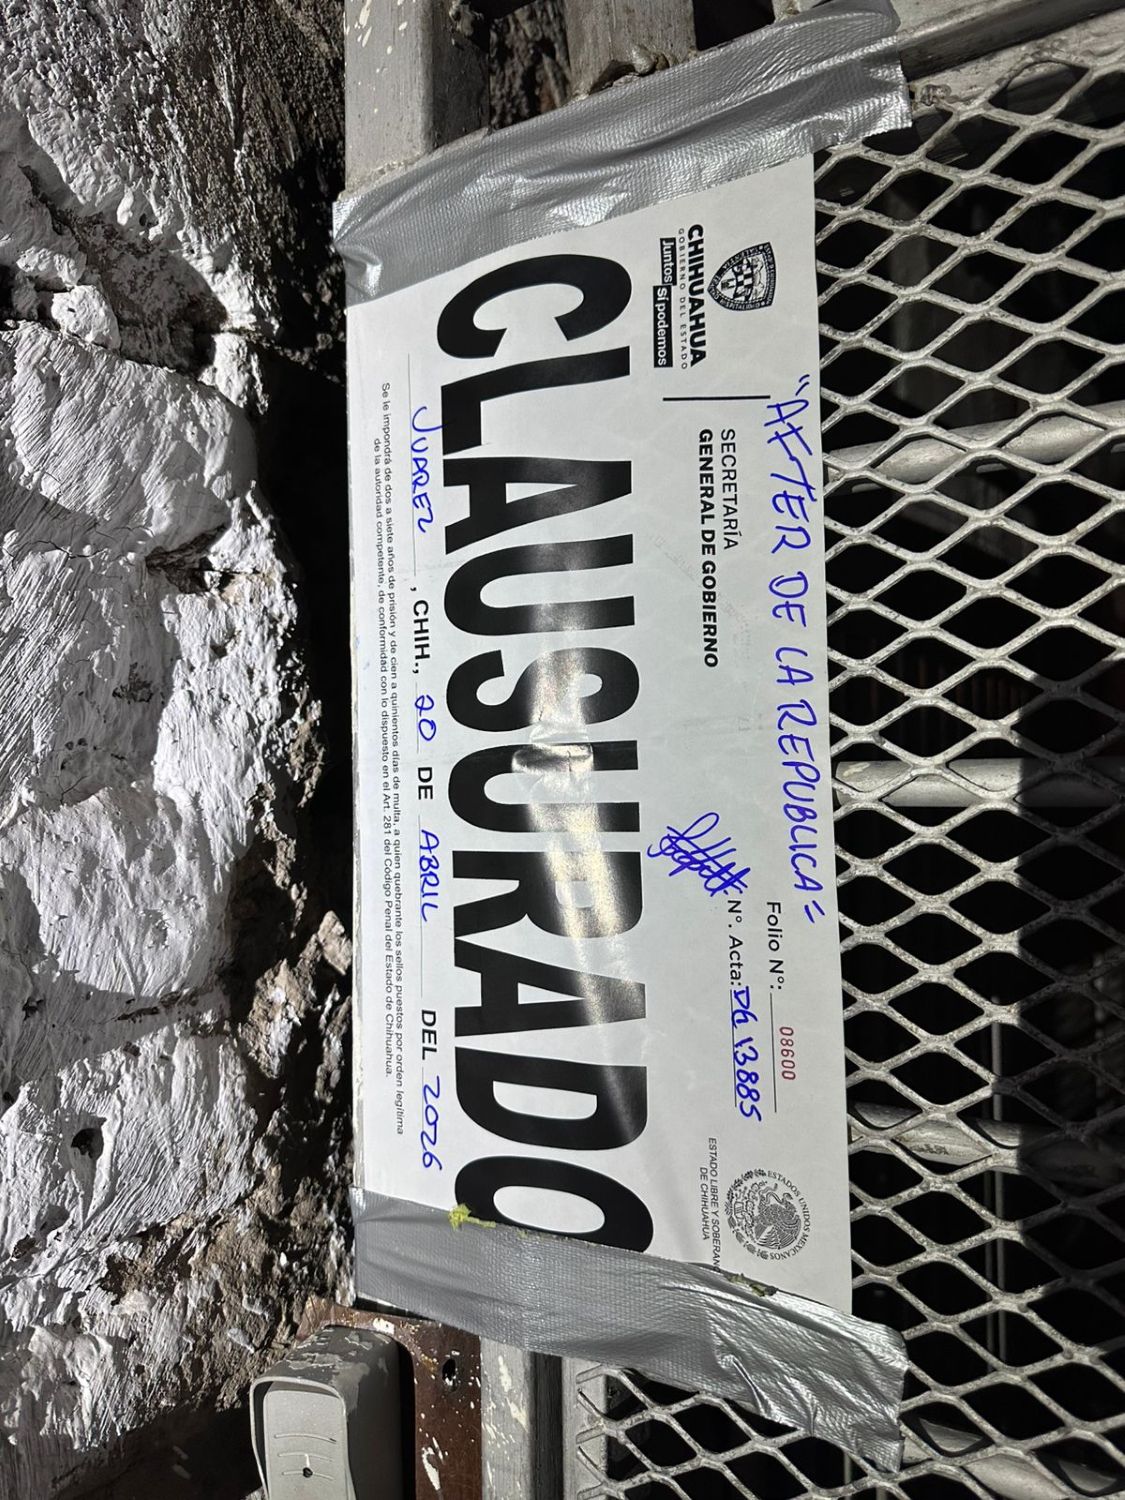 "AFTER DE LA REPUBLICA"
CHIHUAHUA
GOBIERNO DEL ESTADO
Juntos Sí podemos
SECRETARÍA
GENERAL DE GOBIERNO
Folio N°: 08600
N°. Acta: DG 13885
ESTADOS UNIDOS MEXICANOS
ESTADO LIBRE Y SOBERAN
DE CHIHUAHUA
CLAUSURADO
JUAREZ, CHIH., 20 DE ABRIL DEL 2026
Se le impondrá de dos a siete años de prisión y de cien a quinientos días de multa, a quien quebrante los sellos puestos por orden legítima
de la autoridad competente, de conformidad con lo dispuesto en el Art. 281 del Código Penal del Estado de Chihuahua.